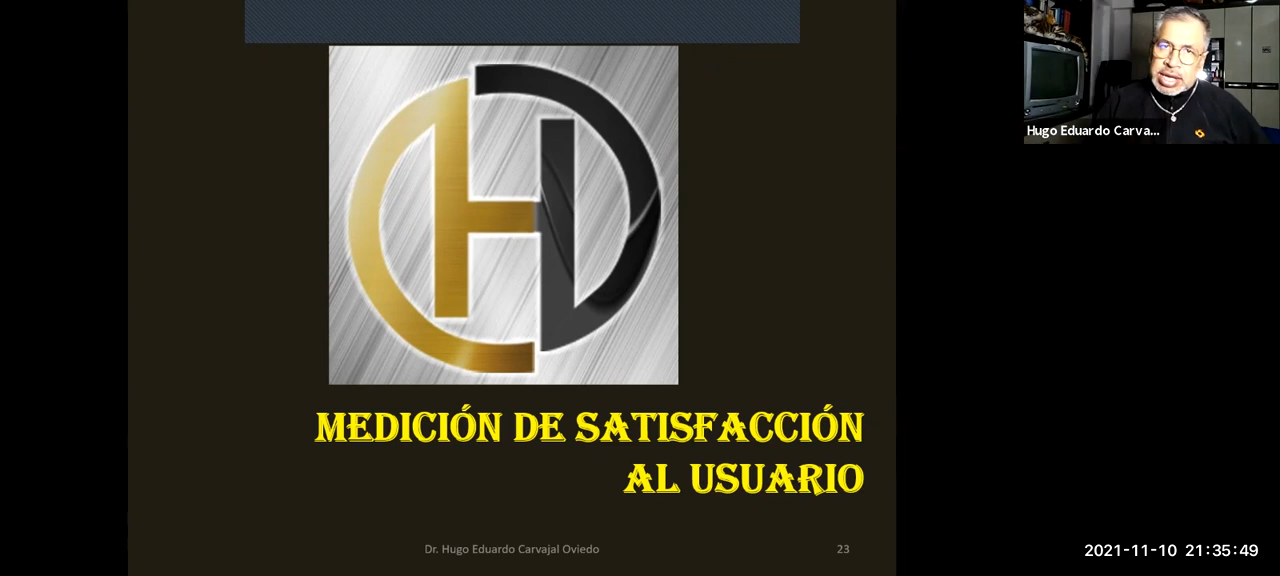 MEDICIÓN DE SATISFACCIÓN
AL USUARIO
Dr. Hugo Eduardo Carvajal Oviedo
23
Hugo Eduardo Carva...
2021-11-10 21:35:49